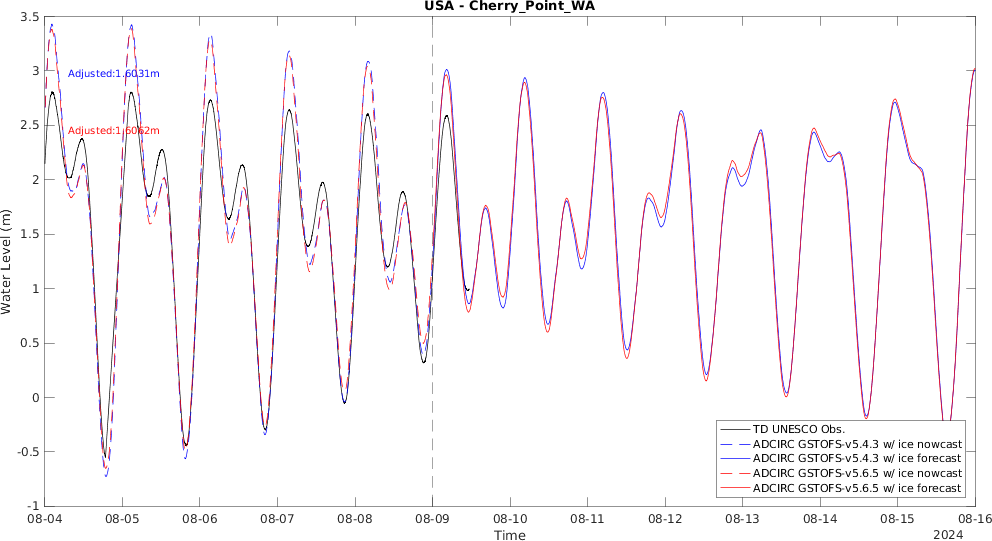 USA - Cherry_Point_WA
3.5
3
2.5
2
1.5
1
0.5
0
-0.5
-1
Water Level (m)
Adjusted:1.6031m
Adjusted:1.6062m
TD UNESCO Obs.
ADCIRC GSTOFS-v5.4.3 w/ ice nowcast
ADCIRC GSTOFS-v5.4.3 w/ ice forecast
ADCIRC GSTOFS-v5.6.5 w/ ice nowcast
ADCIRC GSTOFS-v5.6.5 w/ ice forecast
08-04 08-05 08-06 08-07 08-08 08-09 08-10 08-11 08-12 08-13 08-14 08-15 08-16
Time
2024